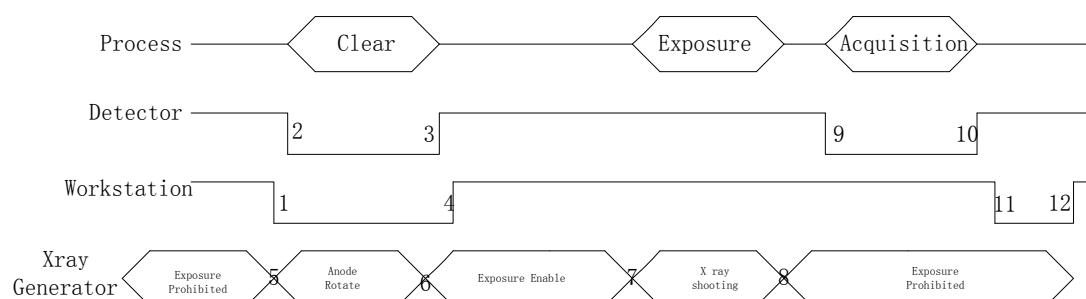 Process Clear Exposure Acquisition
Detector 2 3 9 10
Workstation 1 4 11 12
Xray
Generator
Exposure
Prohibited
5
Anode
Rotate
6
Exposure Enable
7
X ray
shooting
8
Exposure
Prohibited